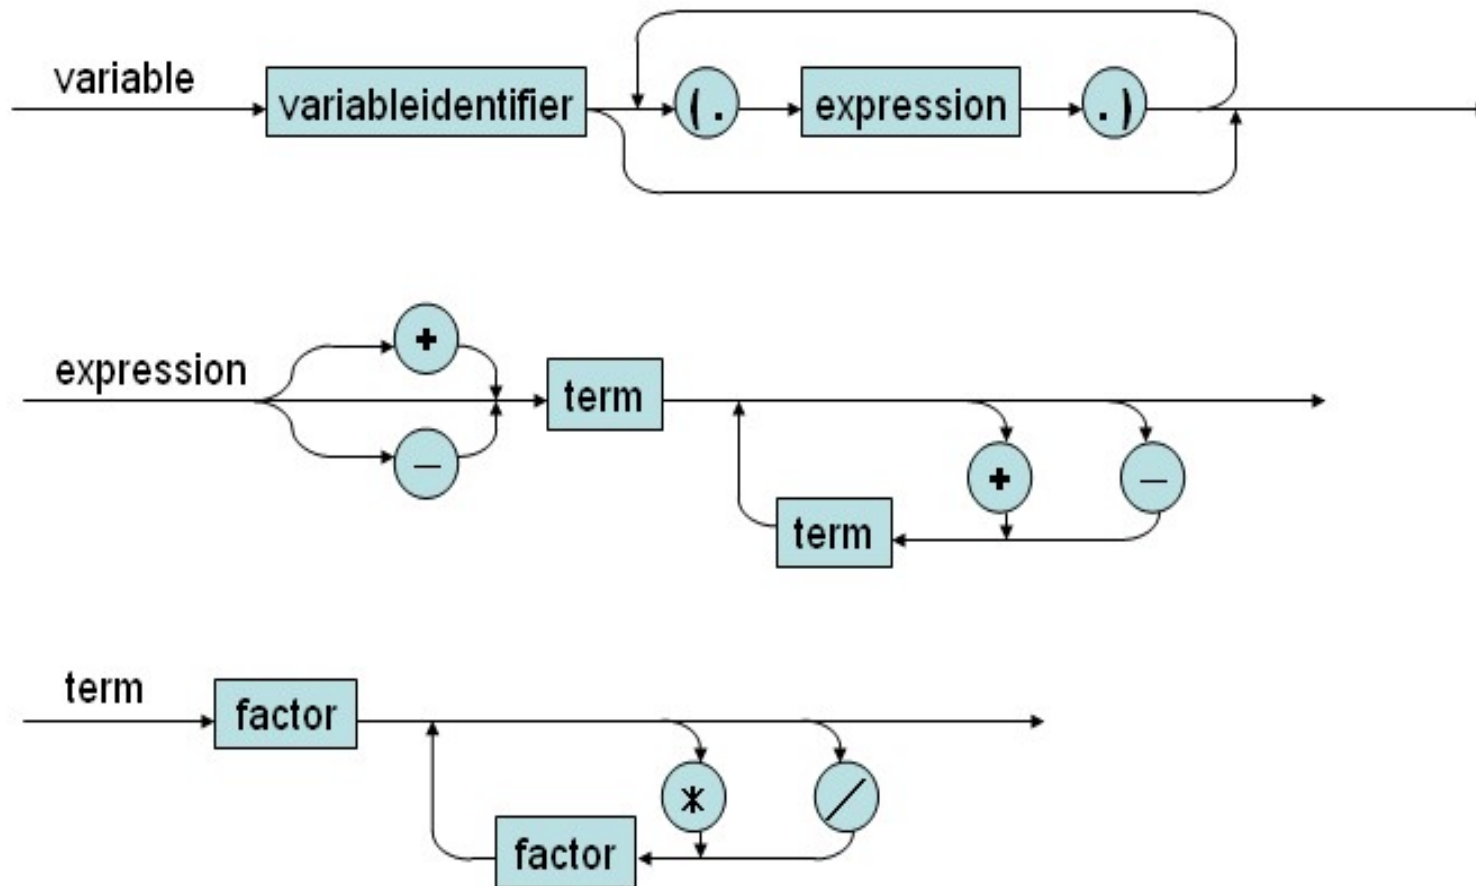 variable
variableidentifier
(.
expression
.)
expression
+
−
term
+
−
term
term
factor
*
/
factor